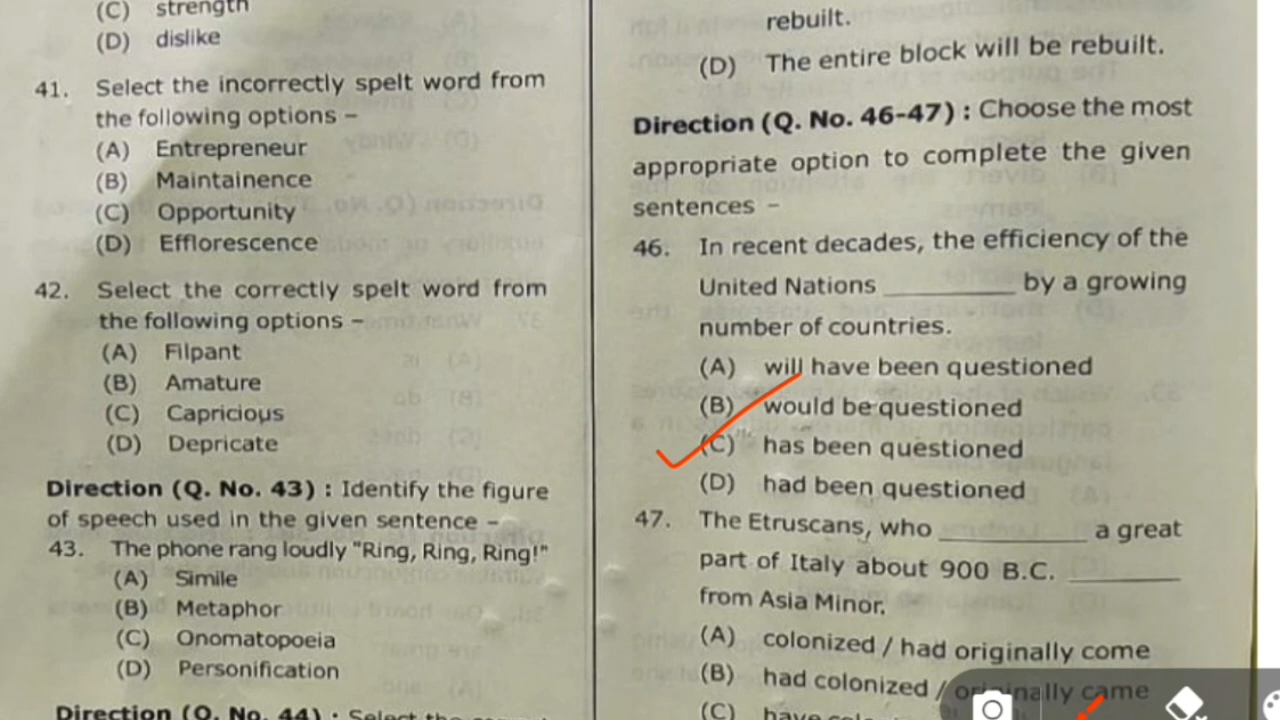 (C) strength
(D) dislike
41. Select the incorrectly spelt word from
the following options –
(A) Entrepreneur
(B) Maintainence
(C) Opportunity
(D) Efflorescence
42. Select the correctly spelt word from
the following options –
(A) Filpant
(B) Amature
(C) Capricious
(D) Depricate
Direction (Q. No. 43) : Identify the figure
of speech used in the given sentence –
43. The phone rang loudly "Ring, Ring, Ring!"
(A) Simile
(B) Metaphor
(C) Onomatopoeia
(D) Personification
Direction (Q. No. 44) : Select the
rebuilt.
(D) The entire block will be rebuilt.
Direction (Q. No. 46-47) : Choose the most
appropriate option to complete the given
sentences –
46. In recent decades, the efficiency of the
United Nations ________ by a growing
number of countries.
(A) will have been questioned
(B) would be questioned
(C) has been questioned
(D) had been questioned
47. The Etruscans, who ________ a great
part of Italy about 900 B.C. ________
from Asia Minor.
(A) colonized / had originally come
(B) had colonized / originally came
(C) have